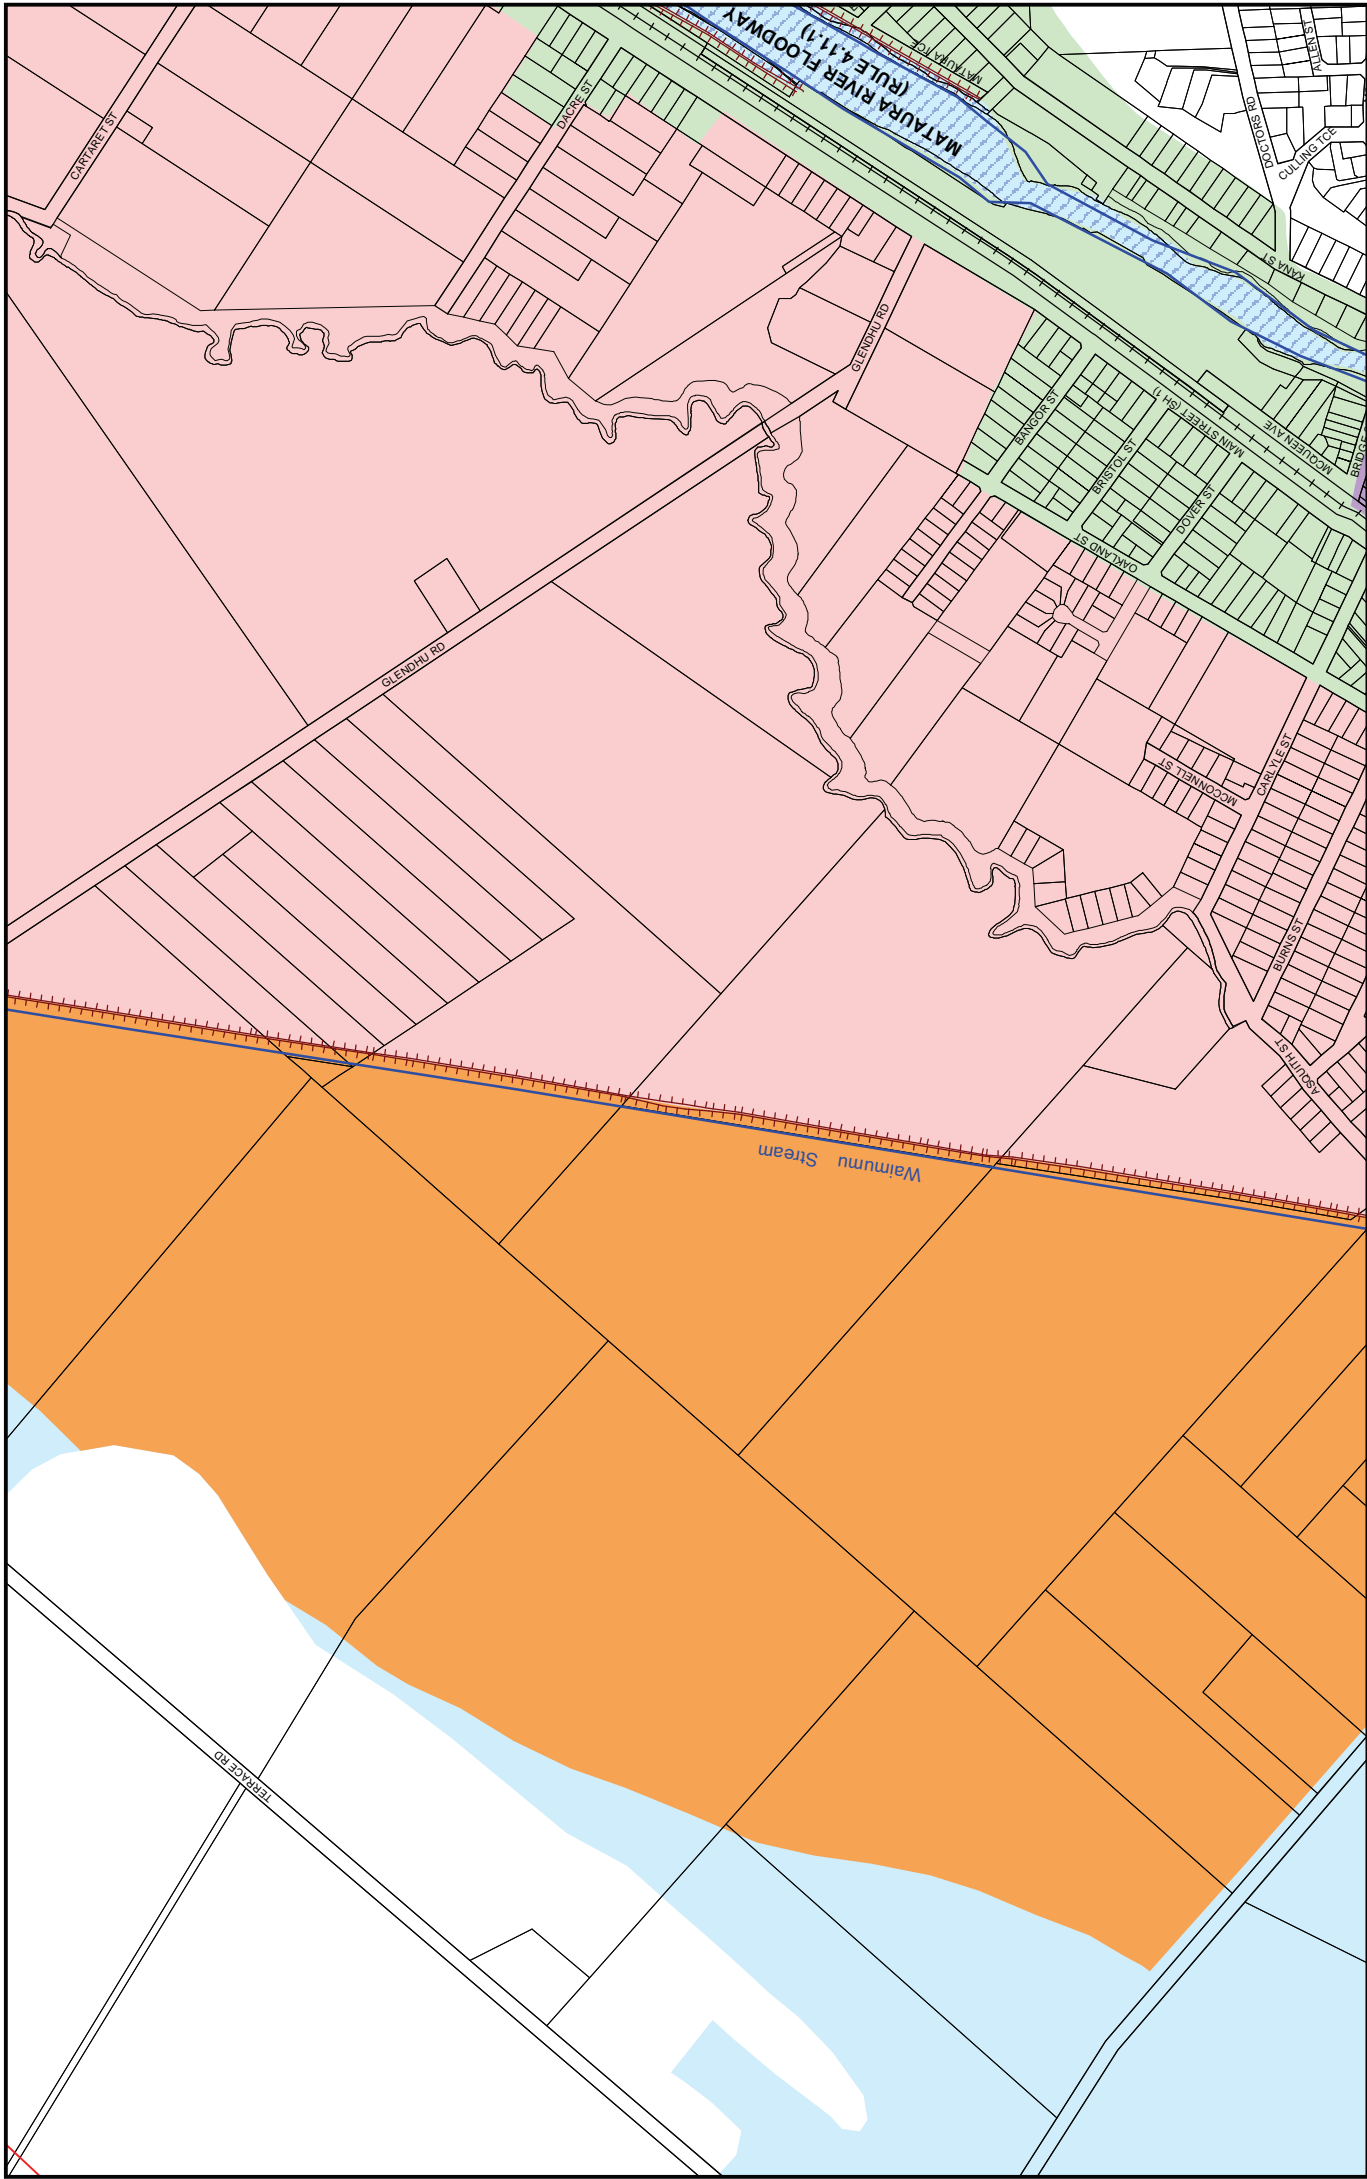 MATAURA RIVER FLOODWAY
(RULE 4.11.1)
MATAURA TCE
ALLEN ST
DOCTORS RD
CULLING TCE
CARTARET ST
DACRE ST
KANA ST
GLENDHU RD
BANGOR ST
MAIN STREET (SH 1)
MCQUEEN AVE
BRISTOL ST
DOVER ST
OAKLAND ST
GLENDHU RD
MCCONNELL ST
CARLYLE ST
BURNS ST
ASQUITH ST
Waimumu Stream
TERRACE RD